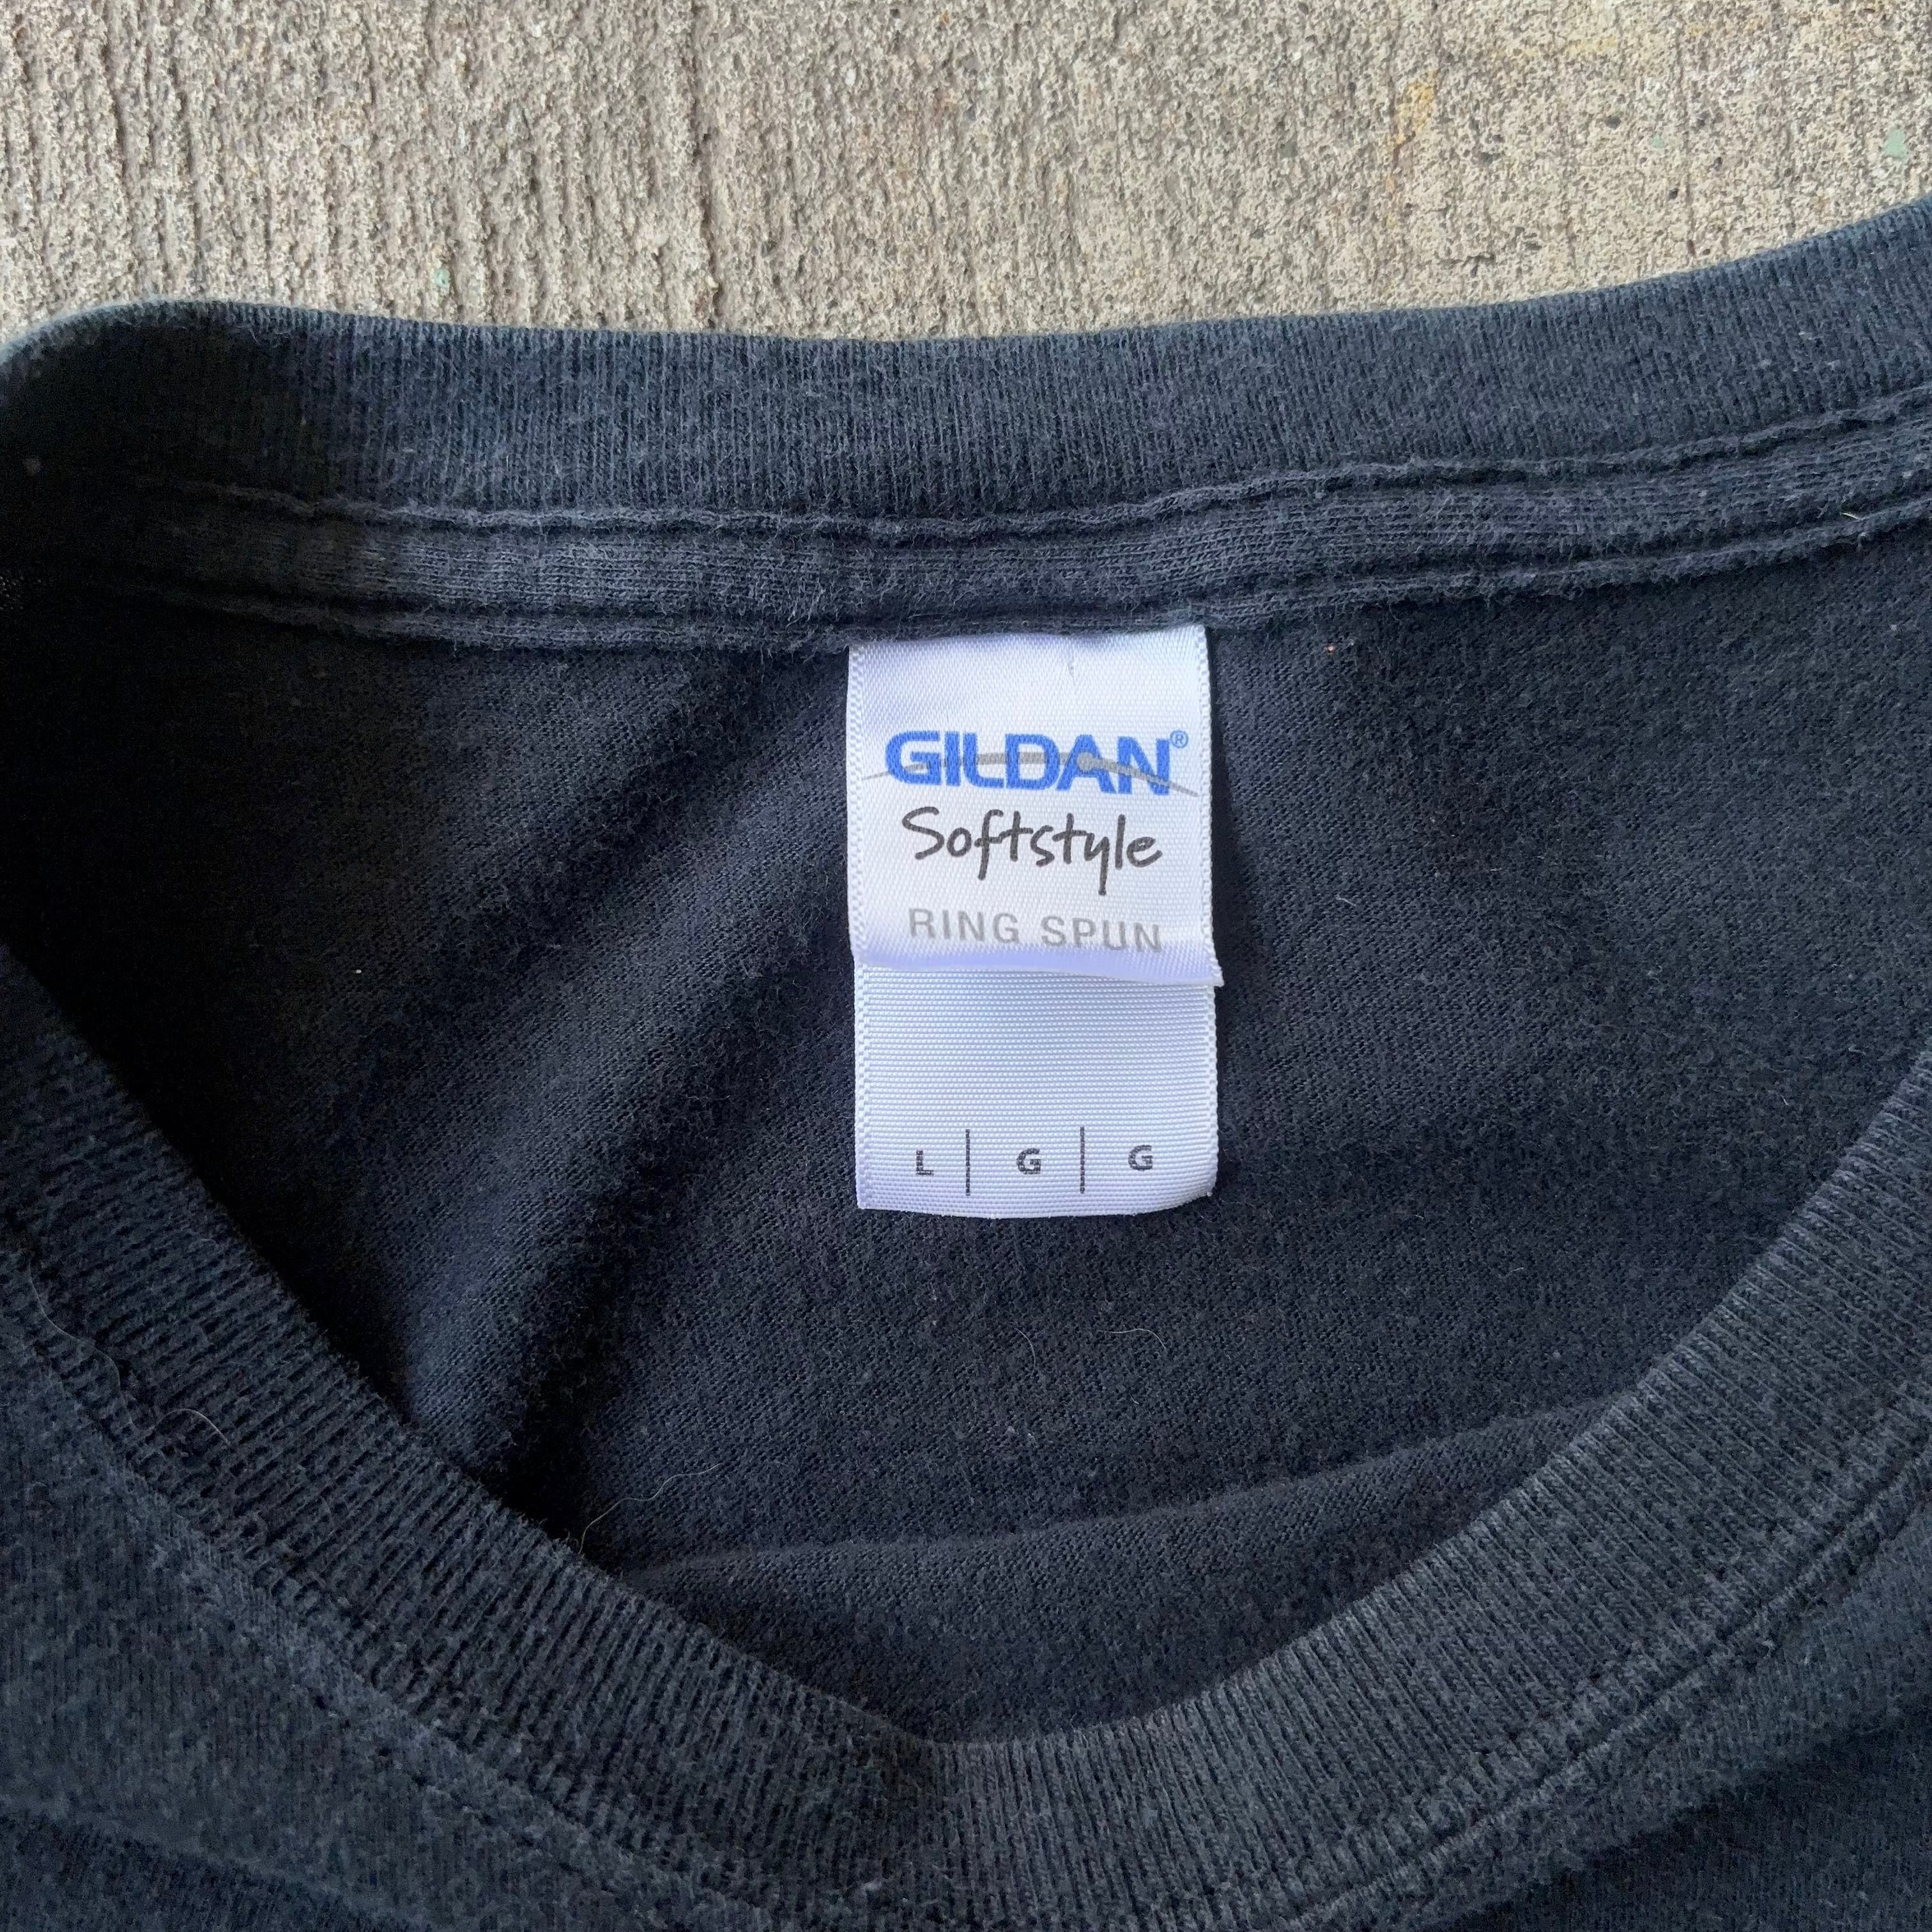 GILDAN®
Softstyle
RING SPUN
L | G | G